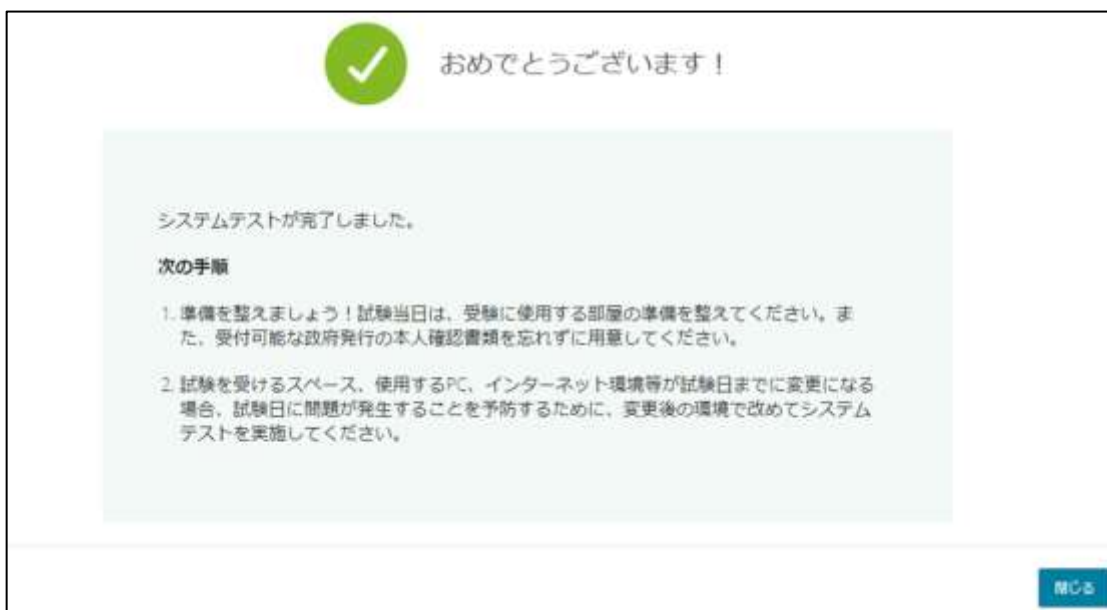 おめでとうございます！
システムテストが完了しました。
次の手順
1. 準備を整えましょう！試験当日は、受験に使用する部屋の準備を整えてください。ま
た、受付可能な政府発行の本人確認書類を忘れずに用意してください。
2. 試験を受けるスペース、使用するPC、インターネット環境等が試験日までに変更になる
場合、試験日に問題が発生することを予防するために、変更後の環境で改めてシステム
テストを実施してください。
閉じる